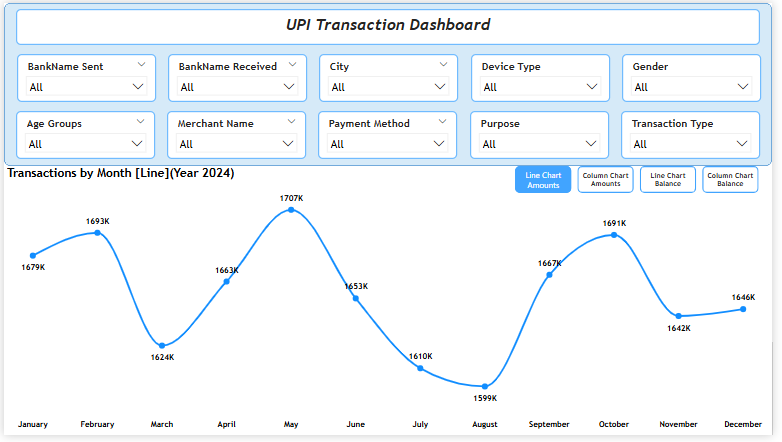 UPI Transaction Dashboard
BankName Sent
All
BankName Received
All
City
All
Device Type
All
Gender
All
Age Groups
All
Merchant Name
All
Payment Method
All
Purpose
All
Transaction Type
All
Transactions by Month [Line](Year 2024)
Line Chart
Amounts
Column Chart
Amounts
Line Chart
Balance
Column Chart
Balance
1679K
1693K
1624K
1663K
1707K
1653K
1610K
1599K
1667K
1691K
1642K
1646K
January February March April May June July August September October November December